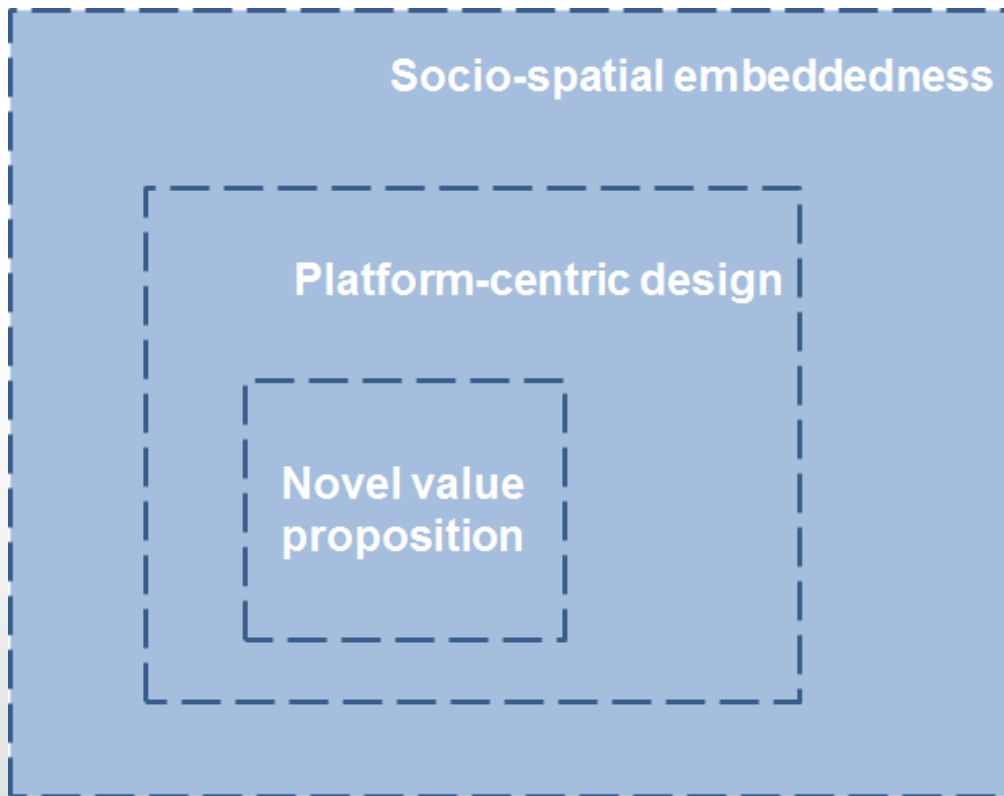 Socio-spatial embeddedness
Platform-centric design
Novel value
proposition